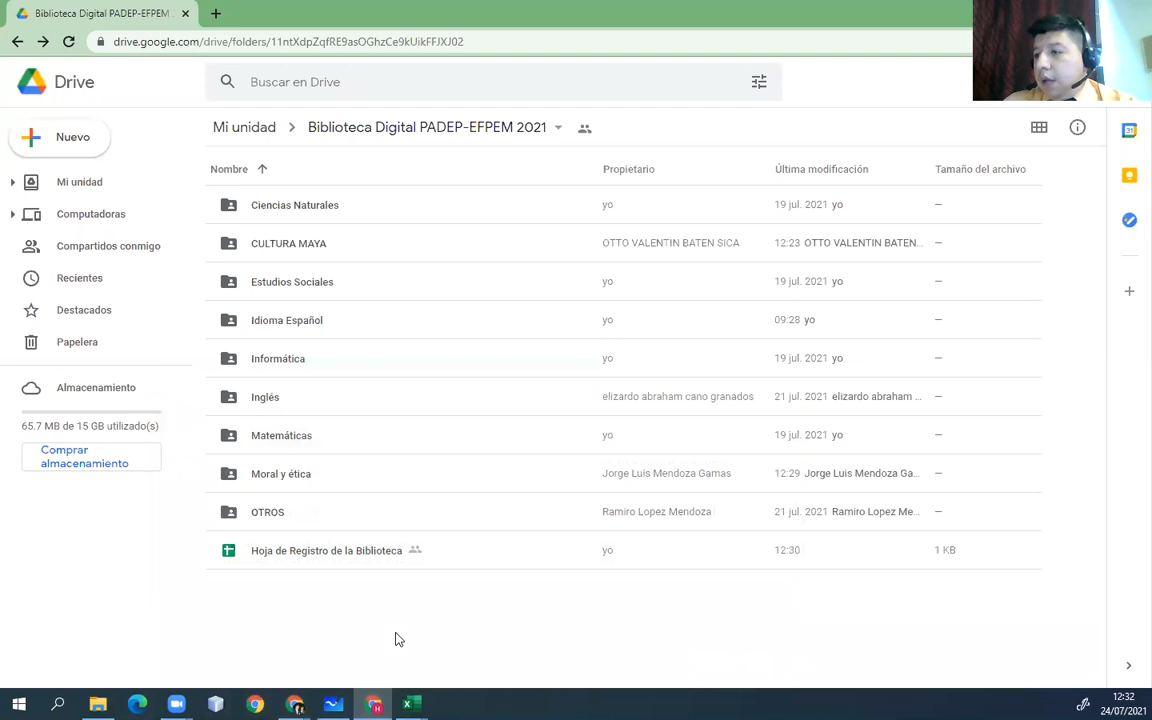 Biblioteca Digital PADEP-EFPEM
drive.google.com/drive/folders/11ntXdpZqfRE9asOGhzCe9kUikFFJXJ02
Drive
Buscar en Drive
Nuevo
Mi unidad
Biblioteca Digital PADEP-EFPEM 2021
Mi unidad
Computadoras
Compartidos conmigo
Recientes
Destacados
Papelera
Almacenamiento
65.7 MB de 15 GB utilizado(s)
Comprar
almacenamiento
Nombre Propietario Última modificación Tamaño del archivo
Ciencias Naturales yo 19 jul. 2021 yo —
CULTURA MAYA OTTO VALENTIN BATEN SICA 12:23 OTTO VALENTIN BATEN... —
Estudios Sociales yo 19 jul. 2021 yo —
Idioma Español yo 09:28 yo —
Informática yo 19 jul. 2021 yo —
Inglés elizardo abraham cano granados 21 jul. 2021 elizardo abraham ... —
Matemáticas yo 19 jul. 2021 yo —
Moral y ética Jorge Luis Mendoza Gamas 12:29 Jorge Luis Mendoza Ga... —
OTROS Ramiro Lopez Mendoza 21 jul. 2021 Ramiro Lopez Me... —
Hoja de Registro de la Biblioteca yo 12:30 1 KB
31
12:32
24/07/2021